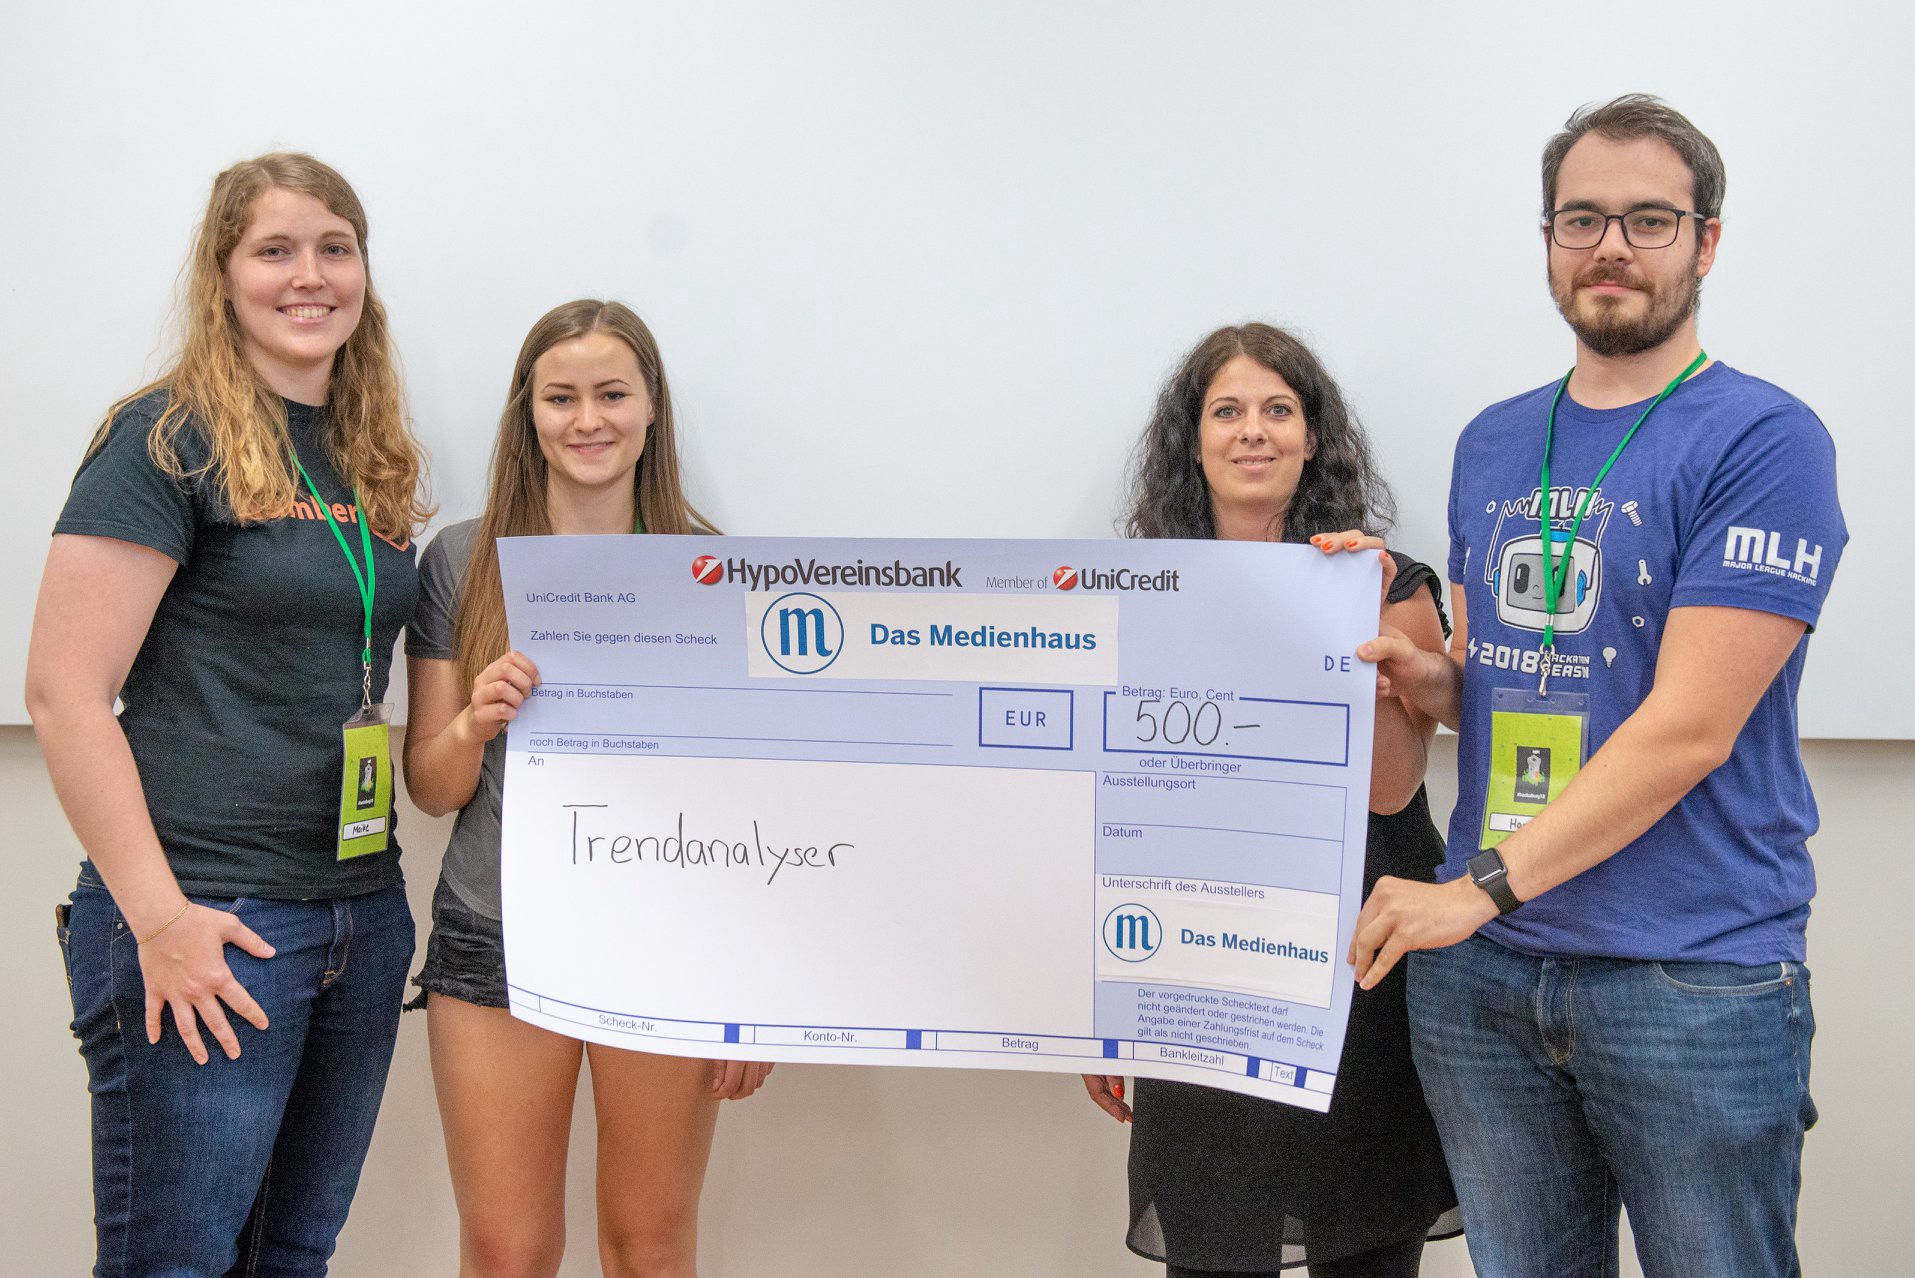 HypoVereinsbank Member of UniCredit
UniCredit Bank AG
Zahlen Sie gegen diesen Scheck
m Das Medienhaus
DE
Betrag in Buchstaben
EUR
Betrag: Euro, Cent
500.-
noch Betrag in Buchstaben
oder Überbringer
An
Trendanalyser
Ausstellungsort
Datum
Unterschrift des Ausstellers
m Das Medienhaus
Der vorgedruckte Schecktext darf
nicht geändert oder gestrichen werden. Die
Angabe einer Zahlungsfrist auf dem Scheck
gilt als nicht geschrieben.
Scheck-Nr.
Konto-Nr.
Betrag
Bankleitzahl
Text
Meike
MLH
2018
MLH
MAJOR LEAGUE HACKING